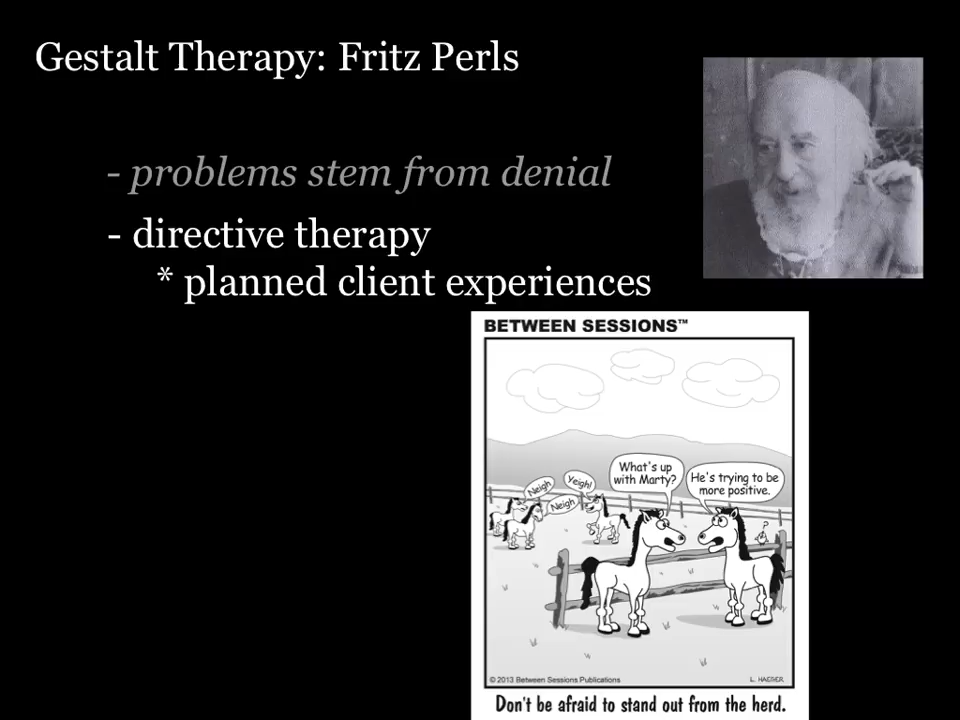 Gestalt Therapy: Fritz Perls
- problems stem from denial
- directive therapy
* planned client experiences
BETWEEN SESSIONS™
What's up
with Marty?
He's trying to be
more positive.
Neigh
Yeigh!
Neigh
?
© 2013 Between Sessions Publications
L. HAEMER
Don't be afraid to stand out from the herd.